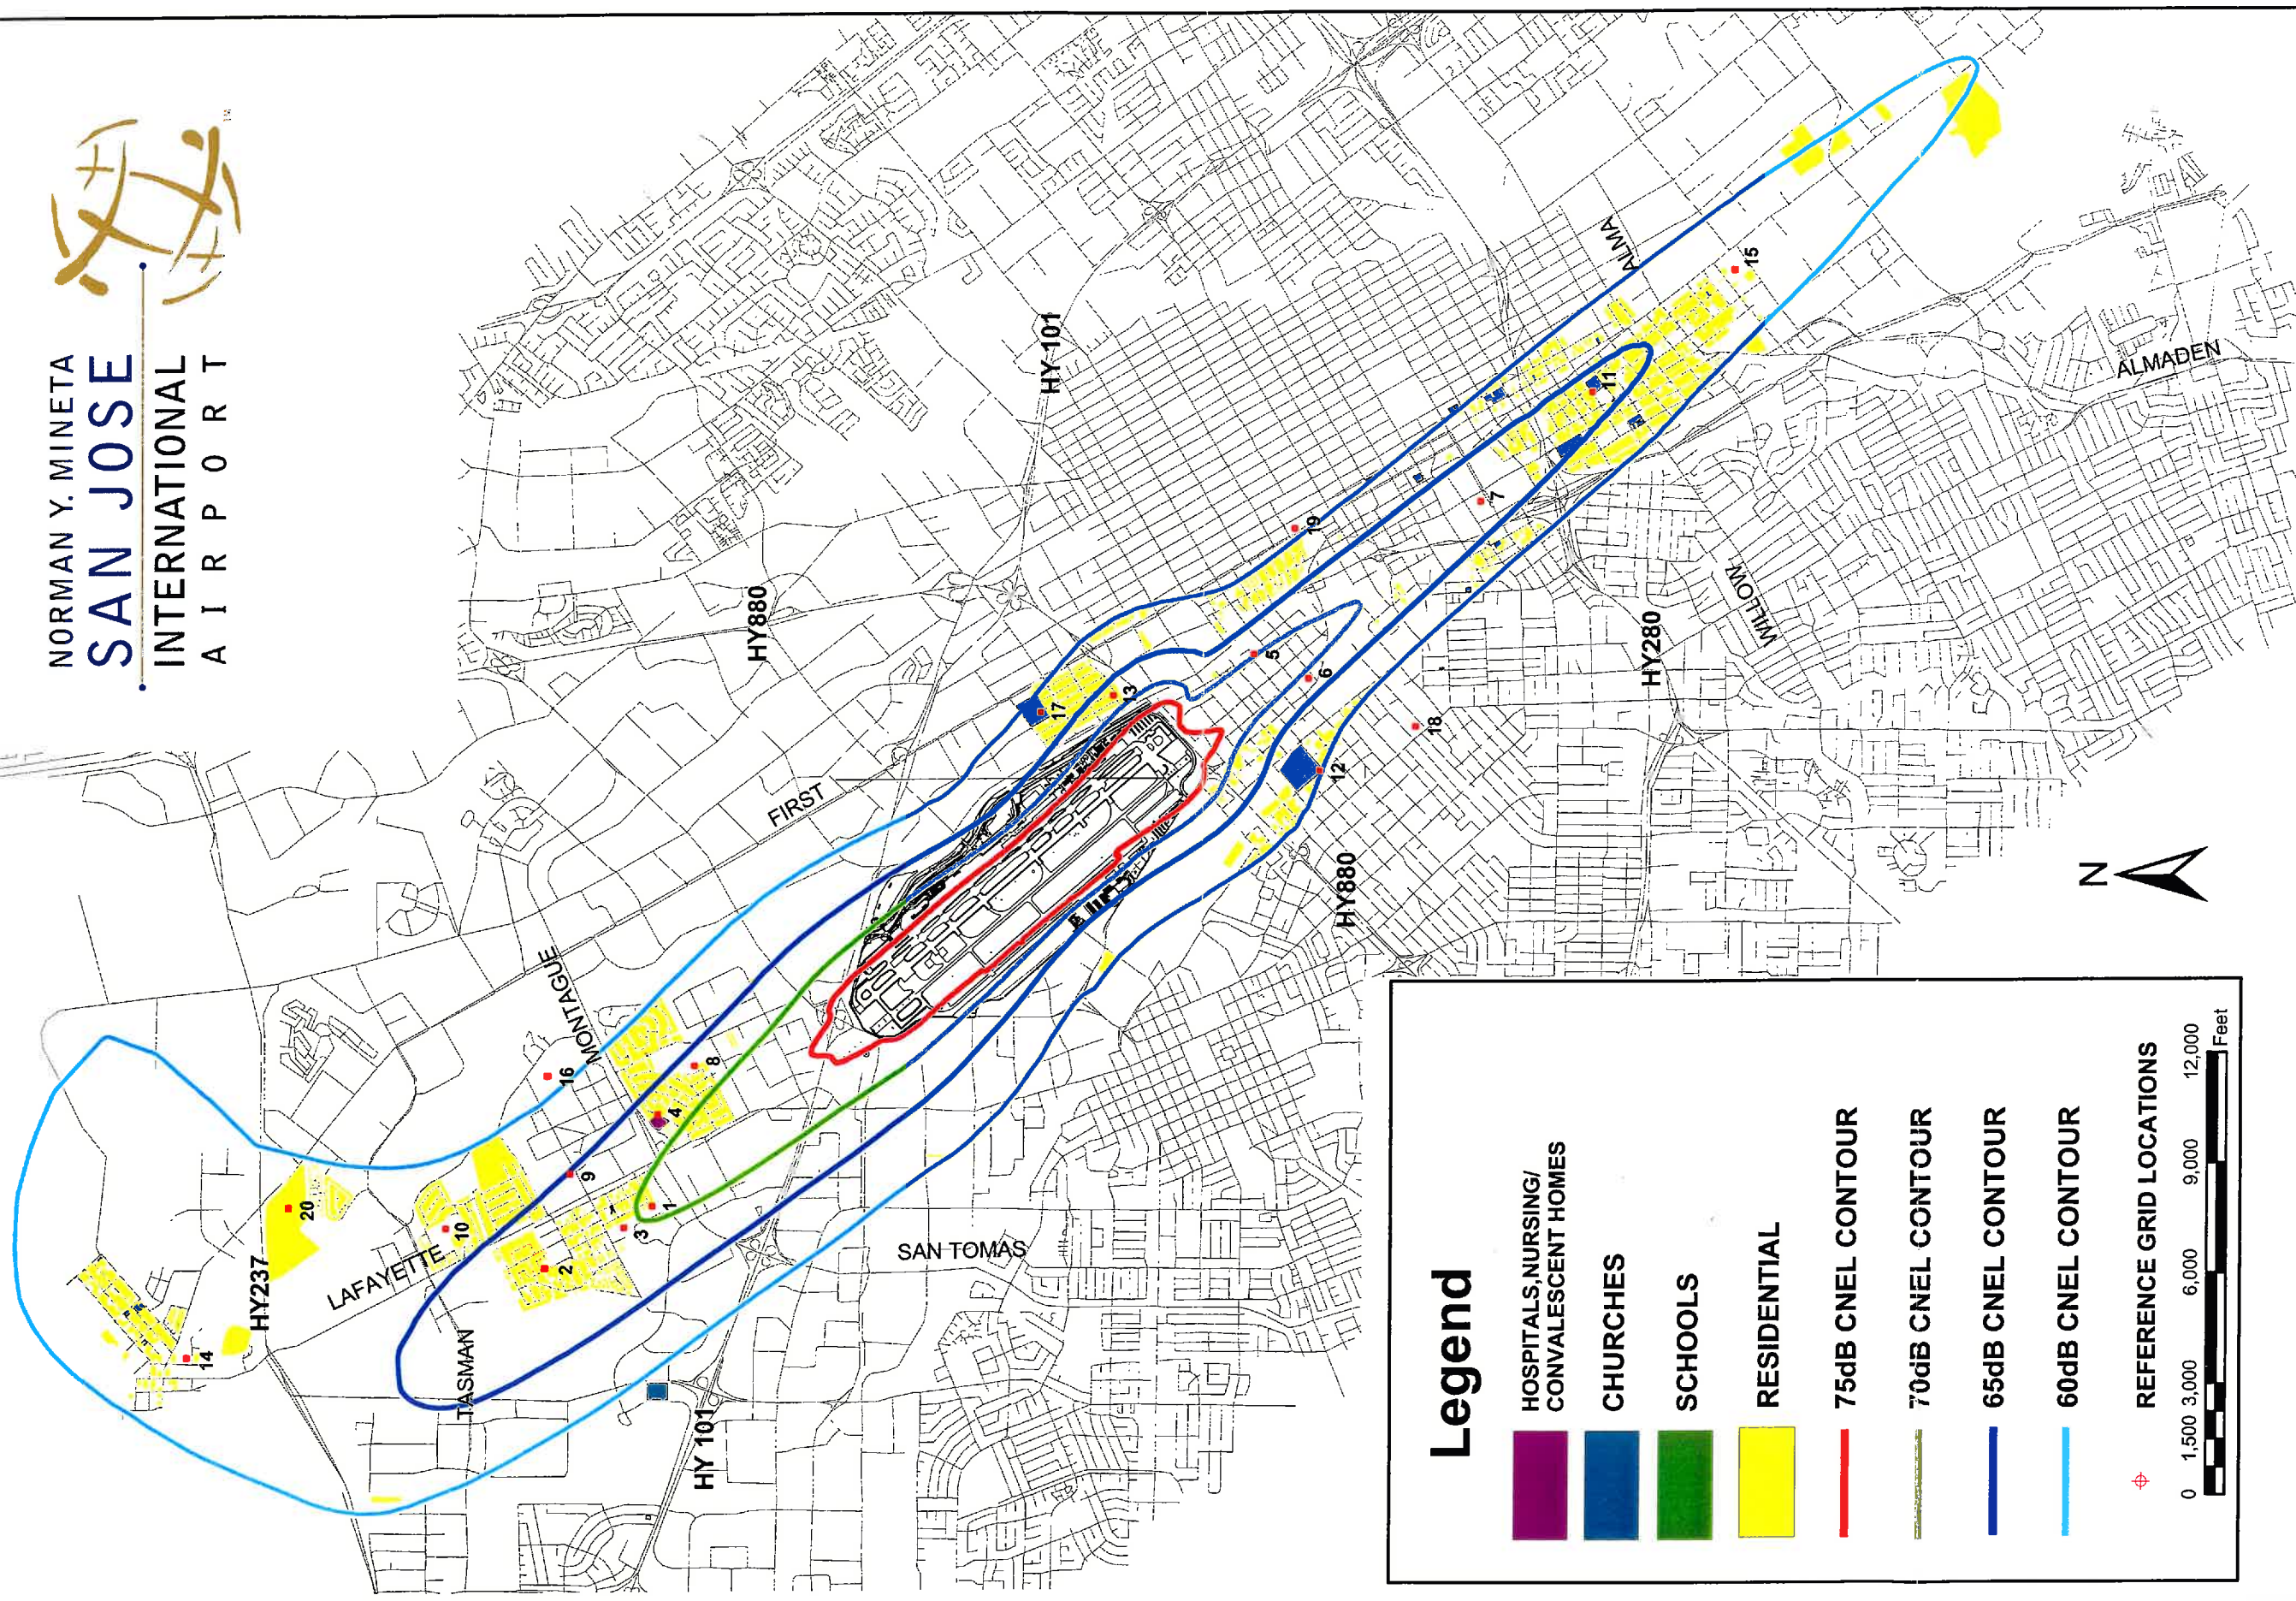 NORMAN Y. MINETA
SAN JOSE
INTERNATIONAL
AIRPORT
HY 101
HY880
FIRST
MONTAGUE
HY237
LAFAYETTE
TASMAN
HY 101
SAN TOMAS
HY880
HY280
WILLOW
ALMA
ALMADEN
20
14
10
16
9
2
3
1
4
8
17
13
5
6
19
12
18
7
11
15
N
Legend
HOSPITALS,NURSING/
CONVALESCENT HOMES
CHURCHES
SCHOOLS
RESIDENTIAL
75dB CNEL CONTOUR
70dB CNEL CONTOUR
65dB CNEL CONTOUR
60dB CNEL CONTOUR
REFERENCE GRID LOCATIONS
0 1,500 3,000 6,000 9,000 12,000
Feet